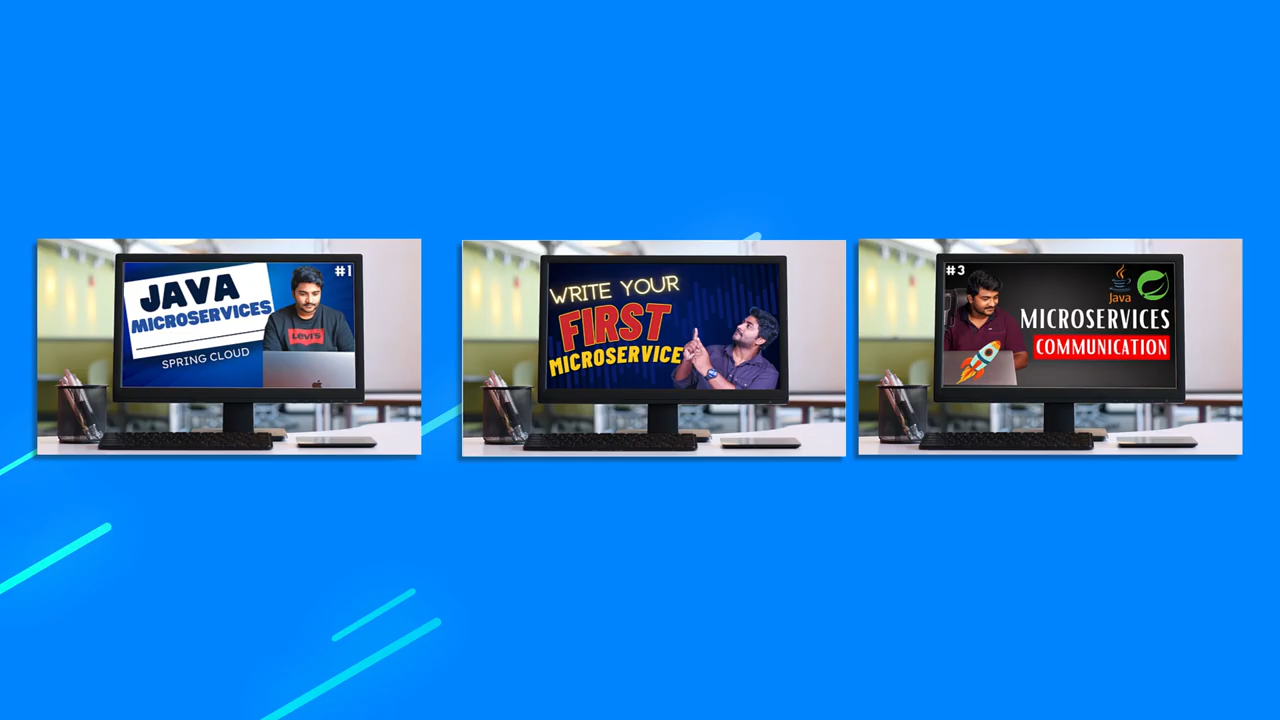 #1
JAVA
MICROSERVICES
SPRING CLOUD
Levi's
WRITE YOUR
FIRST
MICROSERVICE
#3
Java
MICROSERVICES
COMMUNICATION